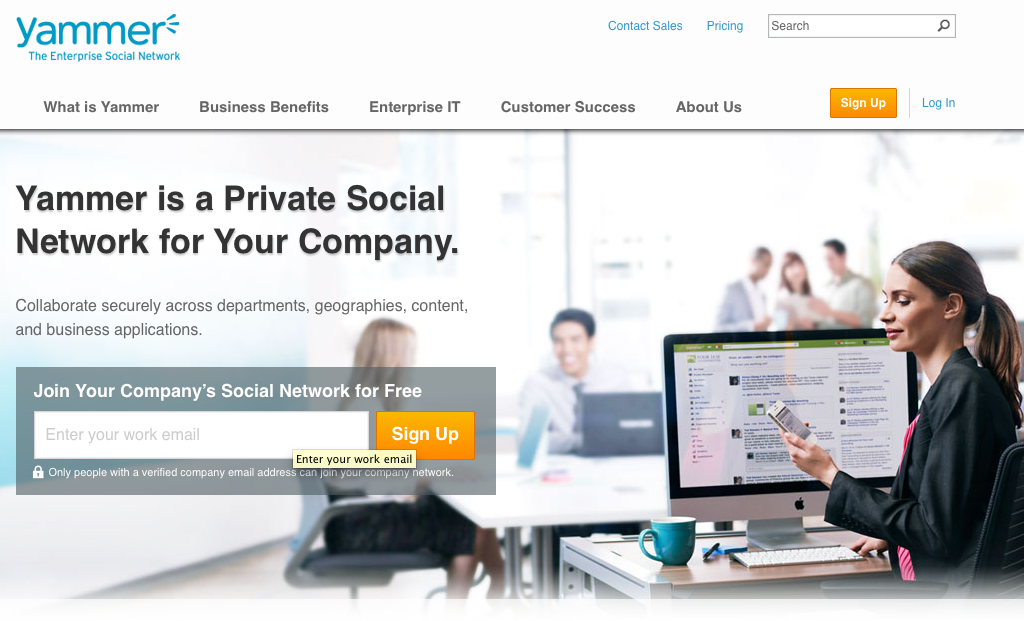 yammer
The Enterprise Social Network
Contact Sales
Pricing
Search
What is Yammer
Business Benefits
Enterprise IT
Customer Success
About Us
Sign Up
Log In
Yammer is a Private Social
Network for Your Company.
Collaborate securely across departments, geographies, content,
and business applications.
Join Your Company's Social Network for Free
Enter your work email
Sign Up
Enter your work email
Only people with a verified company email address can join your company network.